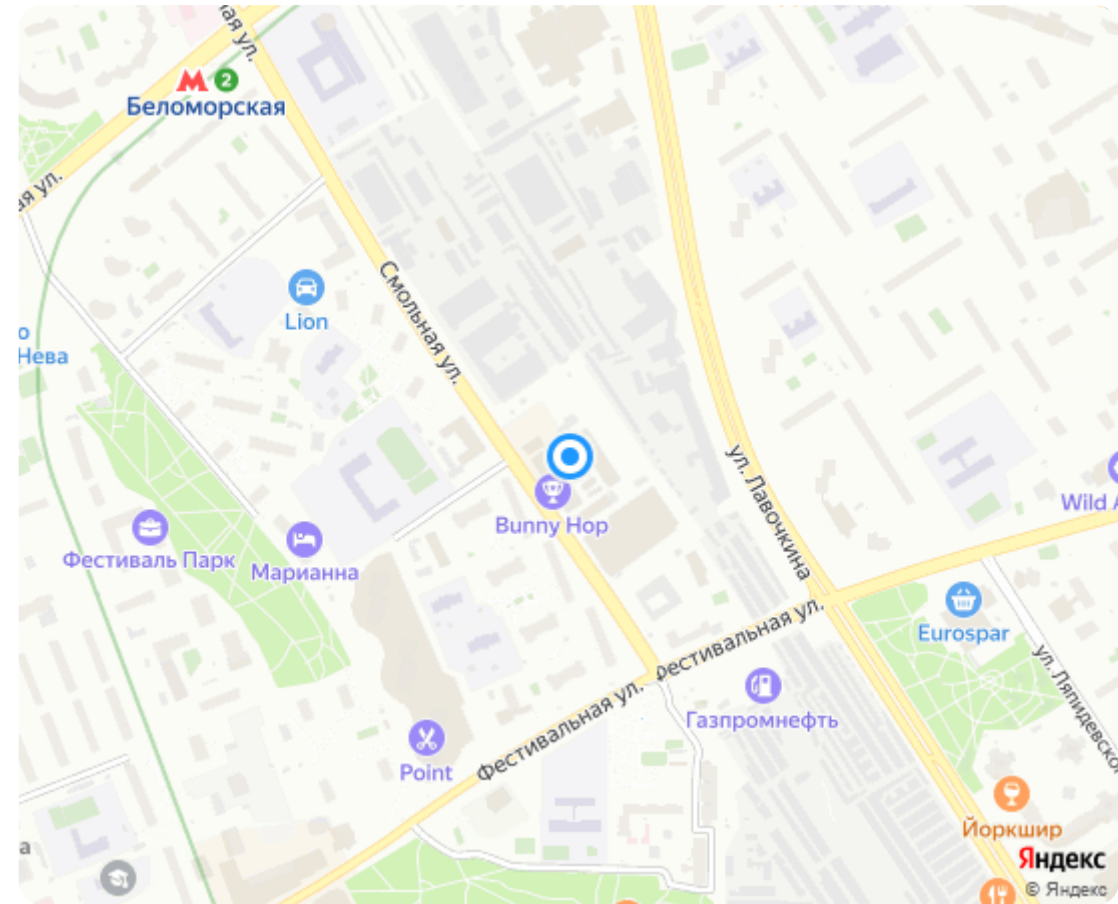 ная ул.
2
Беломорская
ая ул.
Lion
Смольная ул.
о
Нева
ул. Лавочкина
Bunny Hop
Wild A
Фестиваль Парк
Марианна
Eurospar
Фестивальная ул.
ул. Ляпидевског
Фестивальная ул.
Газпромнефть
Point
Йоркшир
а
Яндекс
© Яндекс